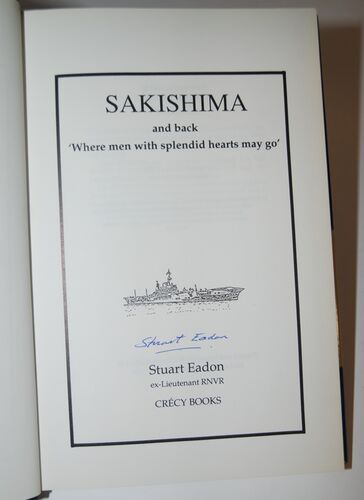 SAKISHIMA
and back
'Where men with splendid hearts may go'
Stuart Eadon
Stuart Eadon
ex-Lieutenant RNVR
CRÉCY BOOKS